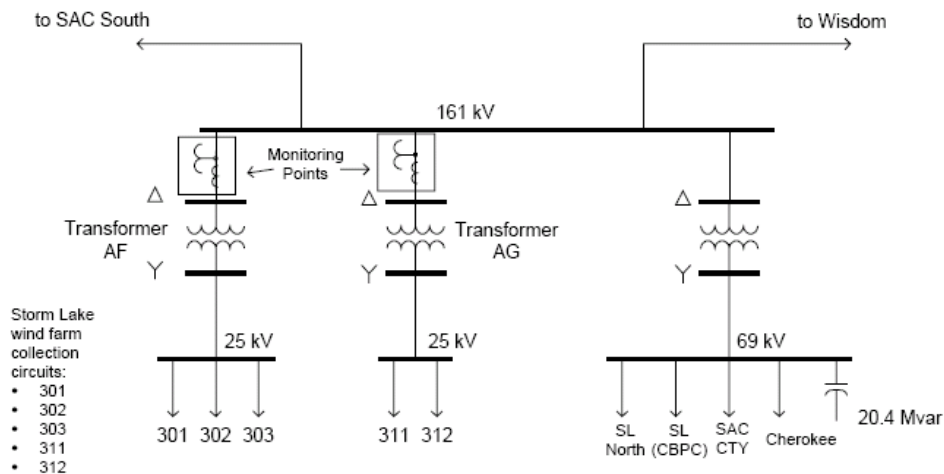 to SAC South
to Wisdom
161 kV
Monitoring
Points
Δ
Δ
Δ
Transformer
AF
Transformer
AG
Y
Y
Y
Storm Lake
wind farm
collection
circuits:
• 301
• 302
• 303
• 311
• 312
25 kV
25 kV
69 kV
301 302 303
311 312
SL
North
SL
(CBPC)
SAC
CTY
Cherokee
20.4 Mvar